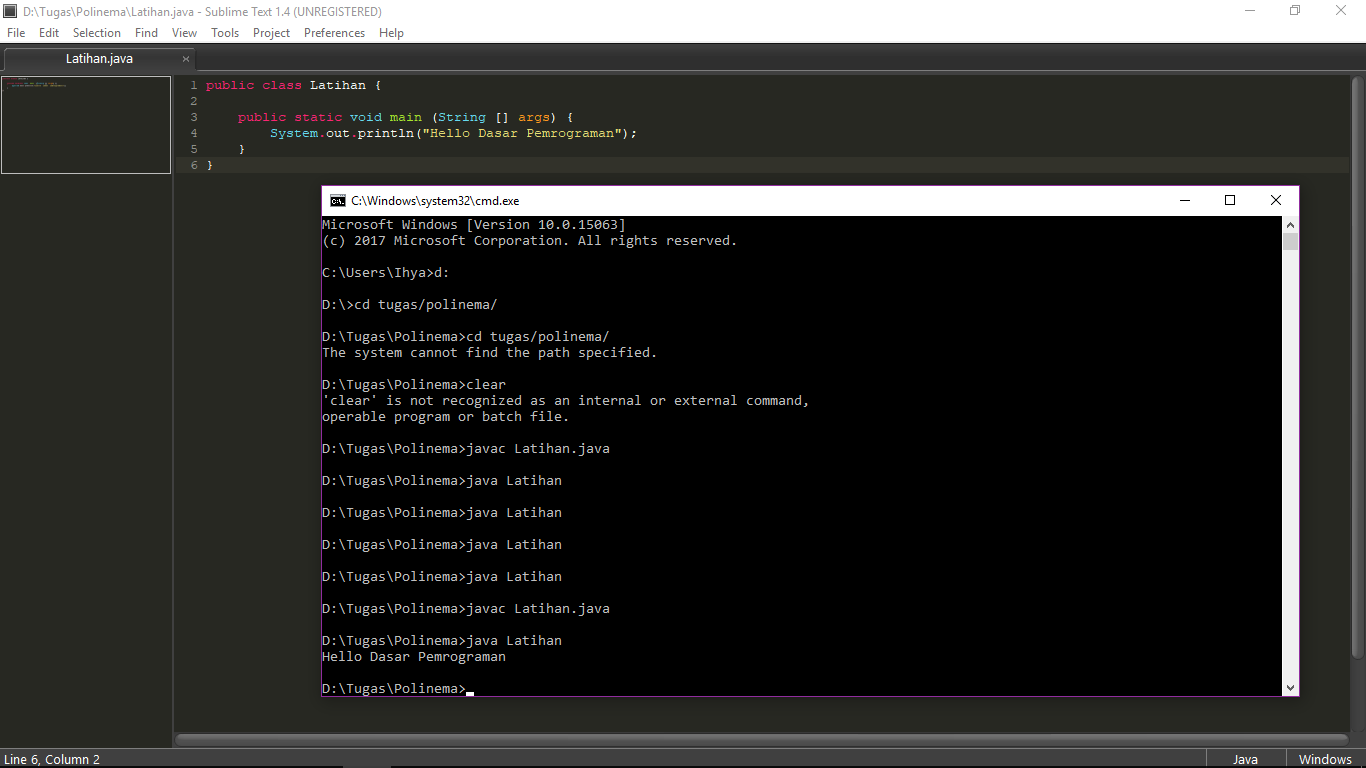 D:\Tugas\Polinema\Latihan.java - Sublime Text 1.4 (UNREGISTERED)
File Edit Selection Find View Tools Project Preferences Help
Latihan.java ×
1 public class Latihan {
2
3 public static void main (String [] args) {
4 System.out.println("Hello Dasar Pemrograman");
5 }
6 }
C:\Windows\system32\cmd.exe
Microsoft Windows [Version 10.0.15063]
(c) 2017 Microsoft Corporation. All rights reserved.
C:\Users\Ihya>d:
D:\>cd tugas/polinema/
D:\Tugas\Polinema>cd tugas/polinema/
The system cannot find the path specified.
D:\Tugas\Polinema>clear
'clear' is not recognized as an internal or external command,
operable program or batch file.
D:\Tugas\Polinema>javac Latihan.java
D:\Tugas\Polinema>java Latihan
D:\Tugas\Polinema>java Latihan
D:\Tugas\Polinema>java Latihan
D:\Tugas\Polinema>java Latihan
D:\Tugas\Polinema>javac Latihan.java
D:\Tugas\Polinema>java Latihan
Hello Dasar Pemrograman
D:\Tugas\Polinema>
Line 6, Column 2 Java Windows